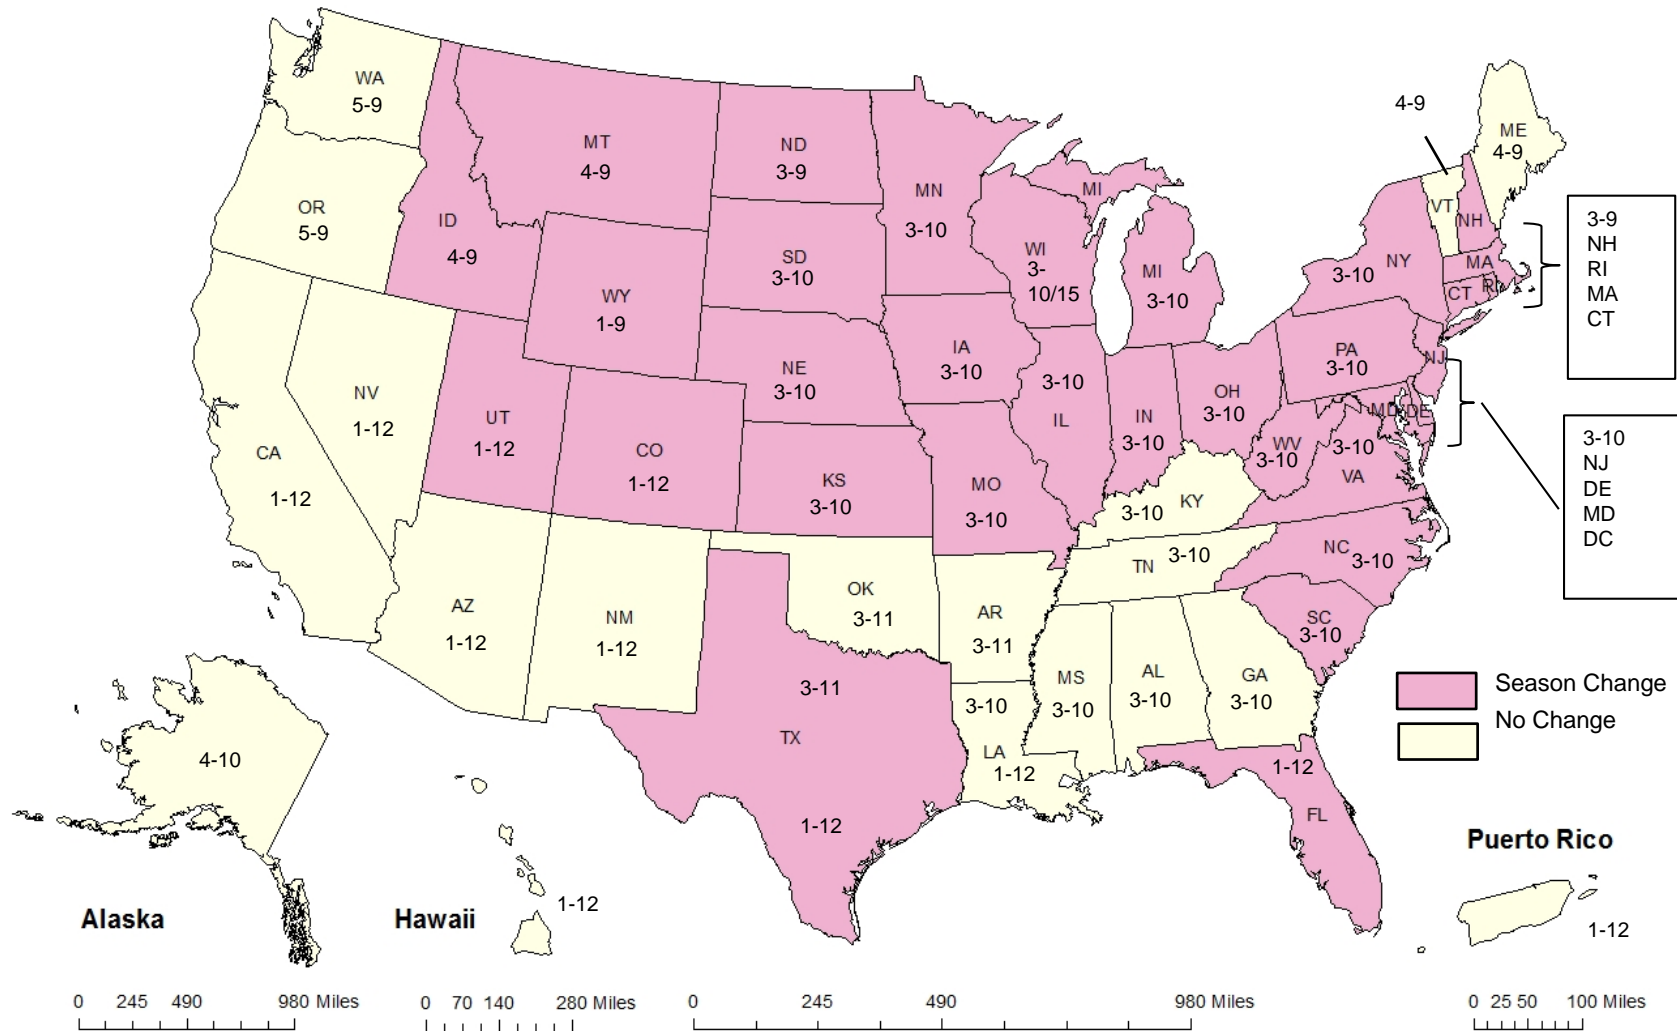 WA
5-9
MT
4-9
ND
3-9
MN
3-10
MI
4-9
ME
4-9
OR
5-9
ID
4-9
SD
3-10
WI
3-
10/15
MI
3-10
3-10 NY
VT
NH
MA
CT
RI
3-9
NH
RI
MA
CT
WY
1-9
NE
3-10
IA
3-10
3-10
IL
IN
3-10
OH
3-10
PA
3-10
NJ
MD
DE
3-10
NJ
DE
MD
DC
NV
1-12
CA
1-12
UT
1-12
CO
1-12
KS
3-10
MO
3-10
WV
3-10
3-10
VA
3-10 KY
TN 3-10
NC 3-10
SC
3-10
AZ
1-12
NM
1-12
OK
3-11
AR
3-11
MS
3-10
AL
3-10
GA
3-10
3-11
TX
1-12
3-10
LA
1-12
1-12
FL
Season Change
No Change
4-10
Alaska
Hawaii
1-12
Puerto Rico
1-12
0 245 490 980 Miles
0 70 140 280 Miles
0 245 490 980 Miles
0 25 50 100 Miles